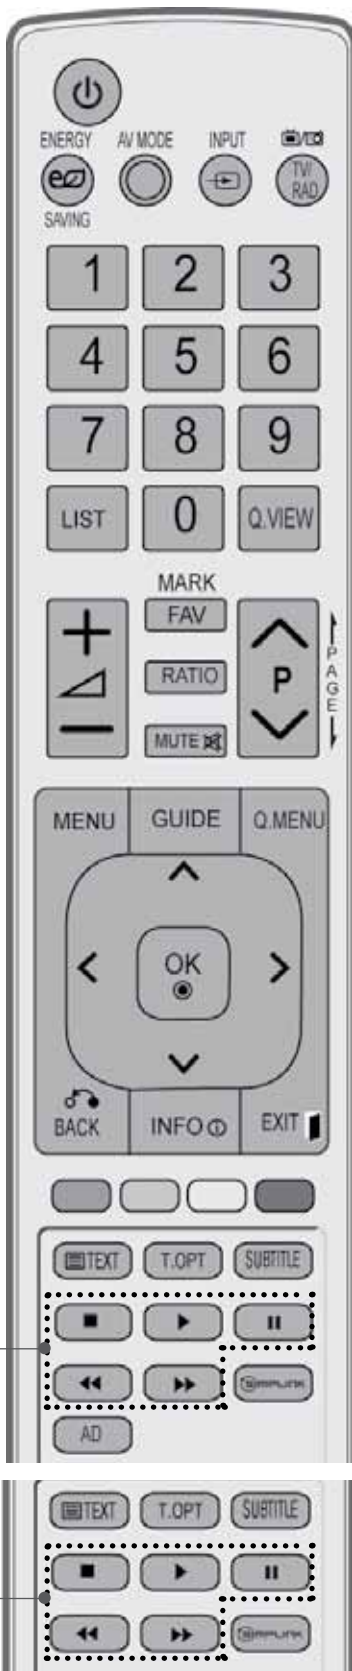 ENERGY AV MODE INPUT
TV/
RAD
SAVING
1 2 3
4 5 6
7 8 9
LIST 0 Q.VIEW
MARK
FAV
RATIO
P
PAGE
MUTE
MENU GUIDE Q.MENU
OK
BACK INFO EXIT
TEXT T.OPT SUBTITLE
SIMPLINK
AD
TEXT T.OPT SUBTITLE
SIMPLINK